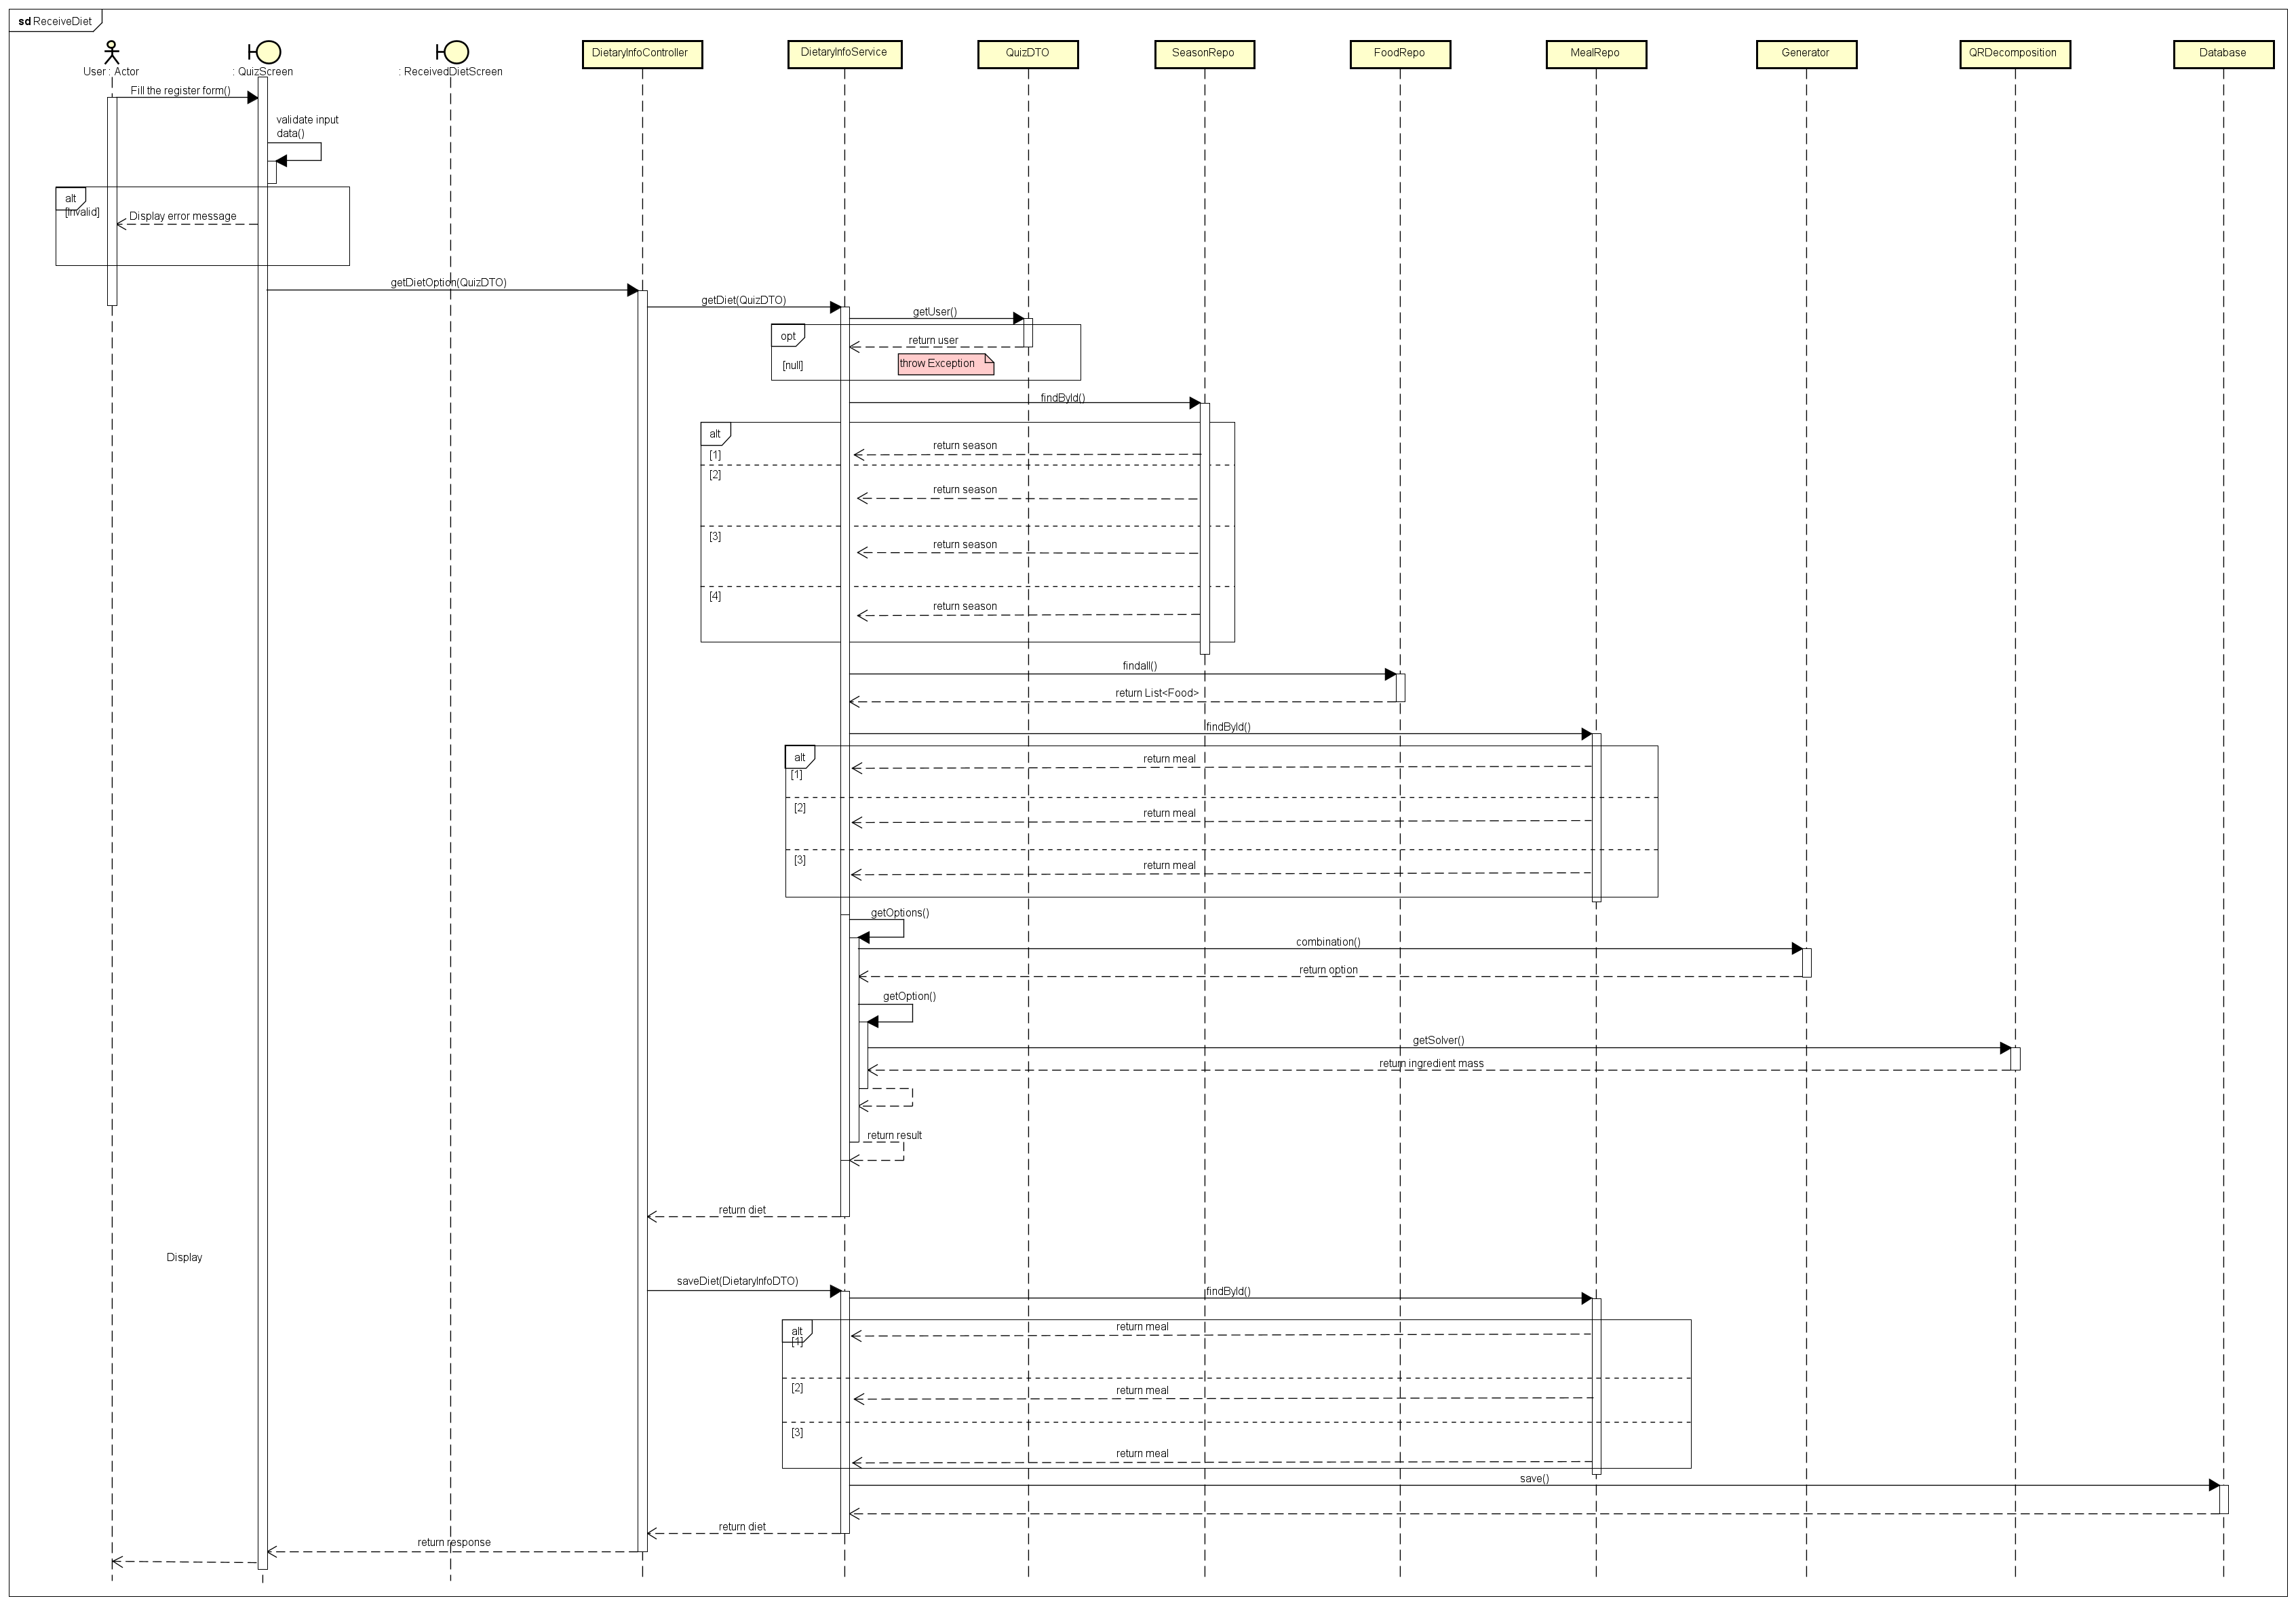 sd ReceiveDiet
User : Actor
: QuizScreen
: ReceivedDietScreen
DietaryInfoController
DietaryInfoService
QuizDTO
SeasonRepo
FoodRepo
MealRepo
Generator
QRDecomposition
Database
Fill the register form()
validate input
data()
alt
[Invalid]
Display error message
getDietOption(QuizDTO)
getDiet(QuizDTO)
getUser()
opt
return user
[null]
throw Exception
findById()
alt
return season
[1]
[2]
return season
[3]
return season
[4]
return season
findall()
return List<Food>
findById()
alt
return meal
[1]
[2]
return meal
[3]
return meal
getOptions()
combination()
return option
getOption()
getSolver()
return ingredient mass
return result
return diet
Display
saveDiet(DietaryInfoDTO)
findById()
alt
return meal
[1]
[2]
return meal
[3]
return meal
save()
return diet
return response